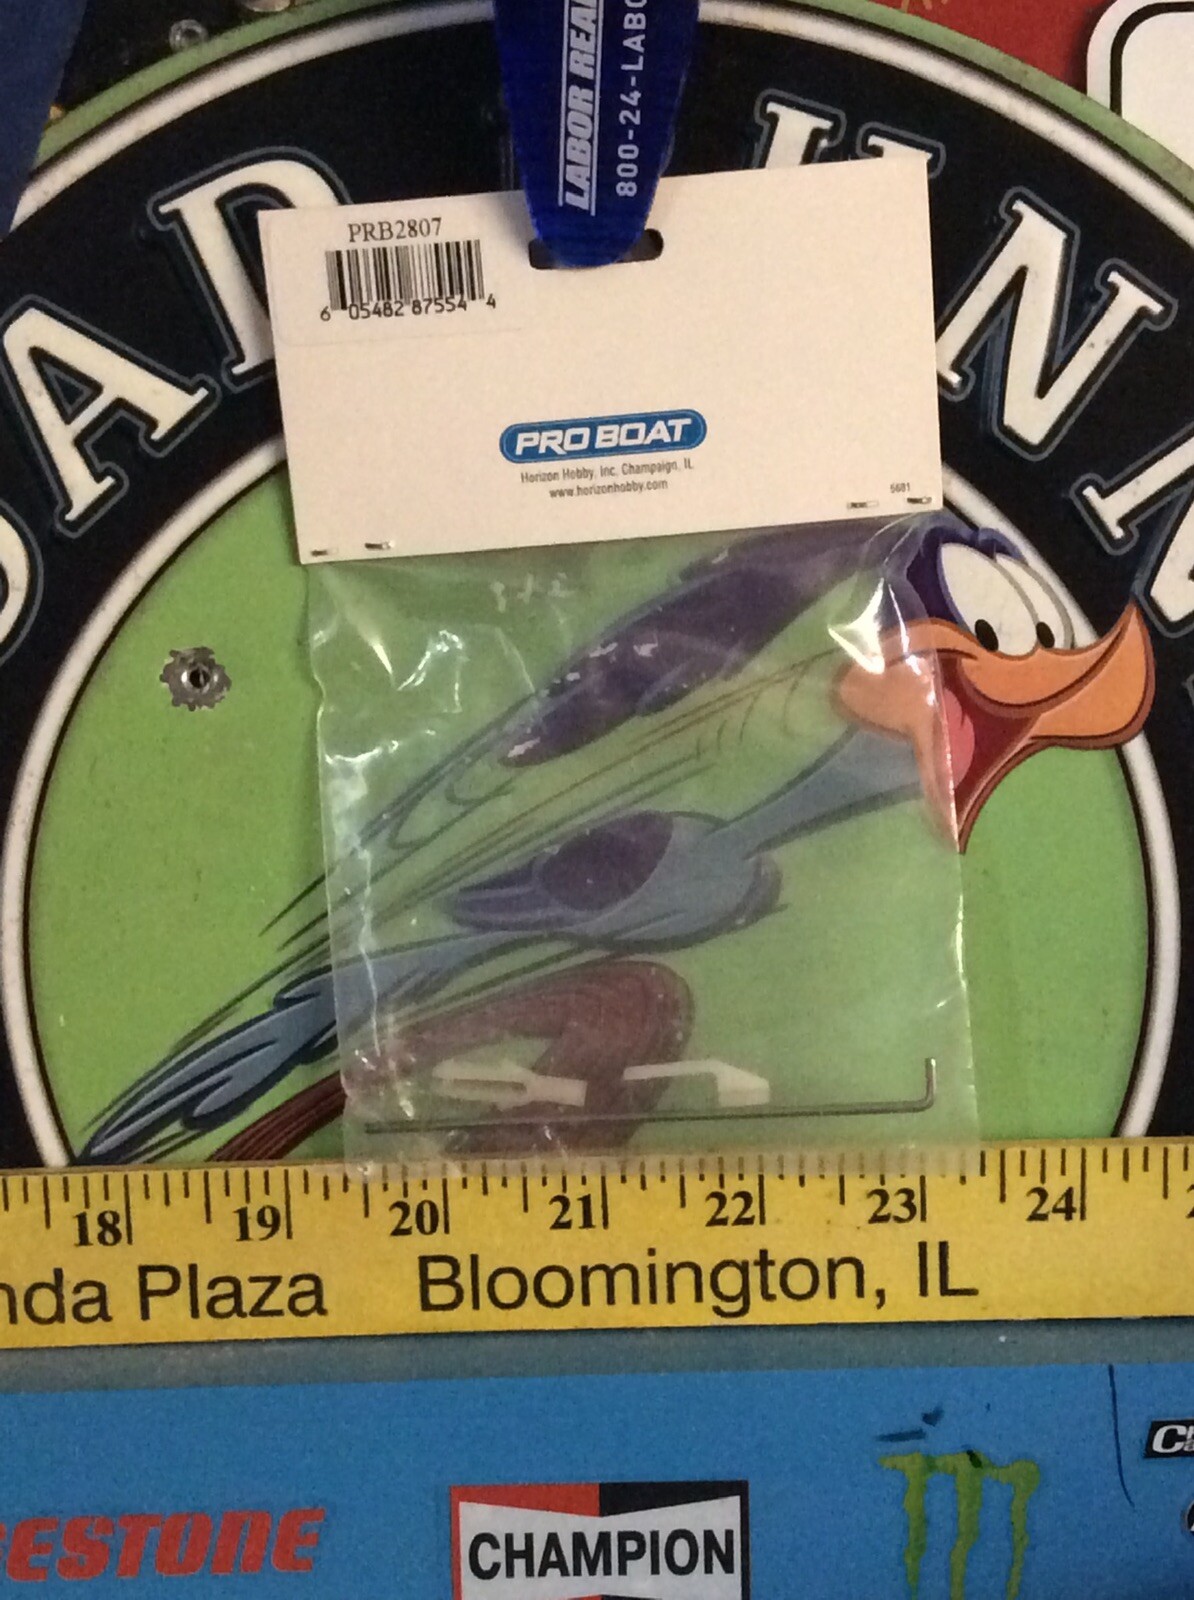 LABOR REA
800-24-LABO
PRB2807
6 05482 87554 4
PRO BOAT
Horizon Hobby, Inc. Champaign, IL
www.horizonhobby.com
5681
18 19 20 21 22 23 24
nda Plaza Bloomington, IL
ESTONE
CHAMPION